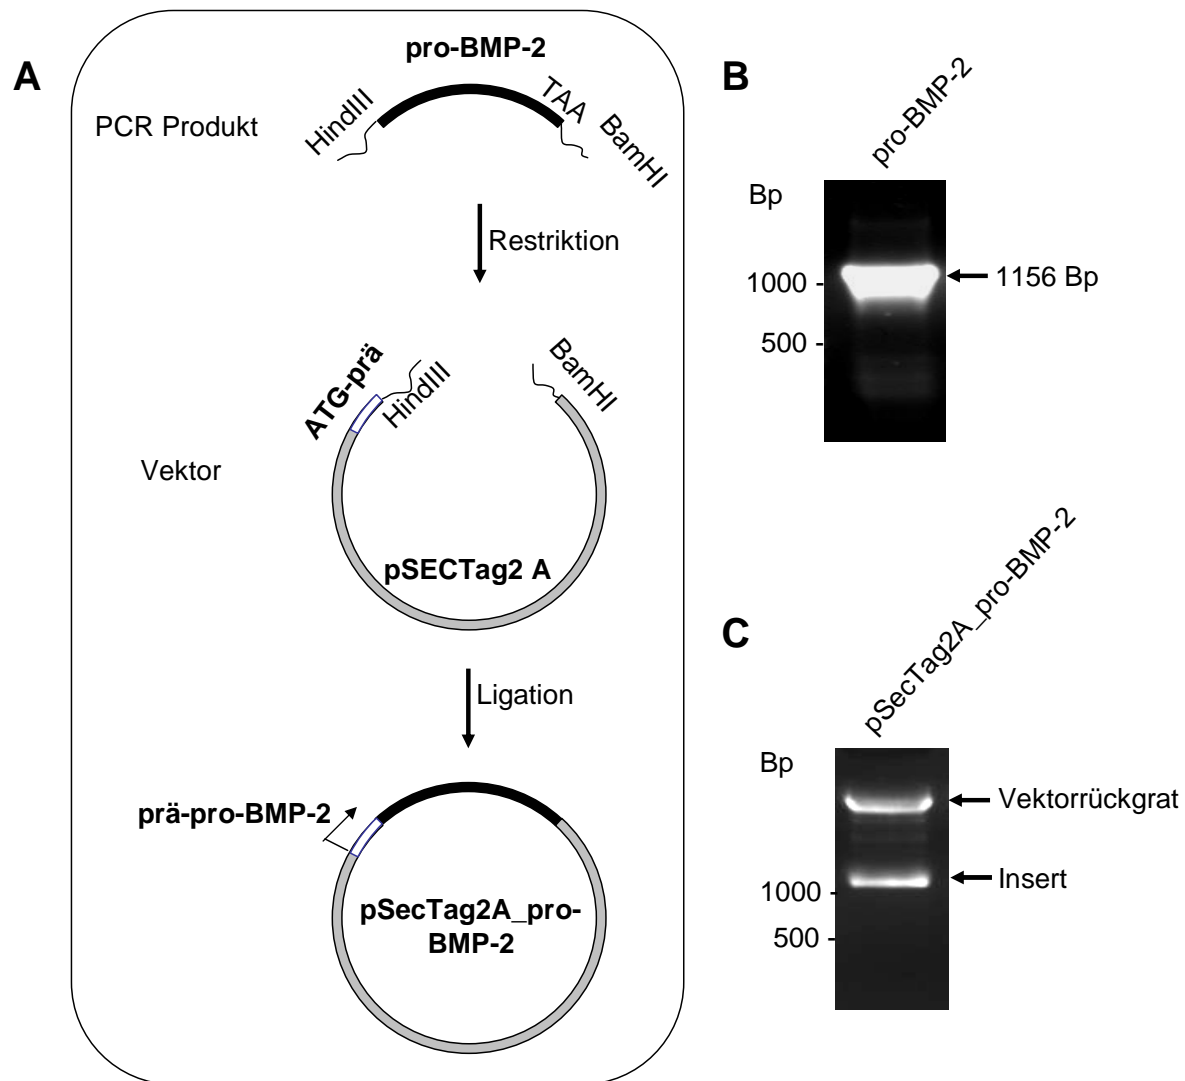 A
pro-BMP-2
PCR Produkt
HindIII
TAA
BamHI
Restriktion
ATG-prä
HindIII
BamHI
Vektor
pSECTag2 A
Ligation
prä-pro-BMP-2
pSecTag2A_pro-
BMP-2
B
pro-BMP-2
Bp
1000 -
1156 Bp
500 -
C
pSecTag2A_pro-BMP-2
Bp
Vektorrückgrat
1000 -
Insert
500 -